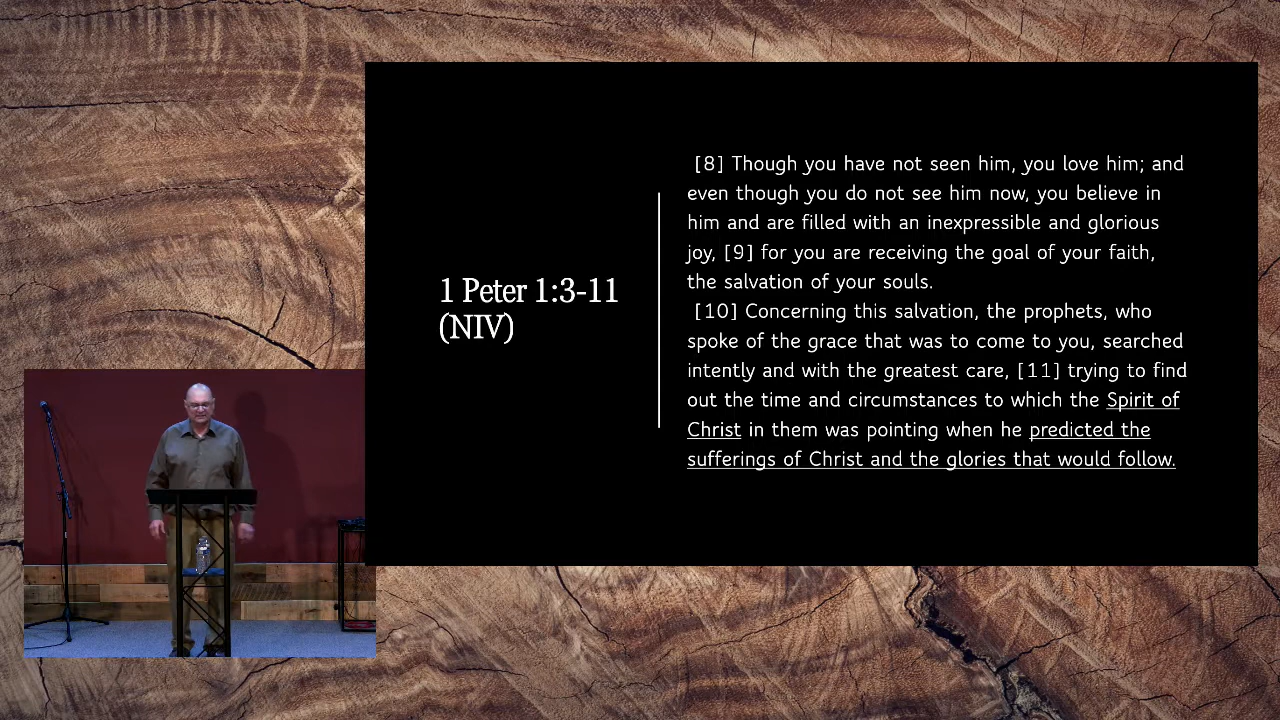 1 Peter 1:3-11
(NIV)
[8] Though you have not seen him, you love him; and
even though you do not see him now, you believe in
him and are filled with an inexpressible and glorious
joy, [9] for you are receiving the goal of your faith,
the salvation of your souls.
[10] Concerning this salvation, the prophets, who
spoke of the grace that was to come to you, searched
intently and with the greatest care, [11] trying to find
out the time and circumstances to which the Spirit of
Christ in them was pointing when he predicted the
sufferings of Christ and the glories that would follow.